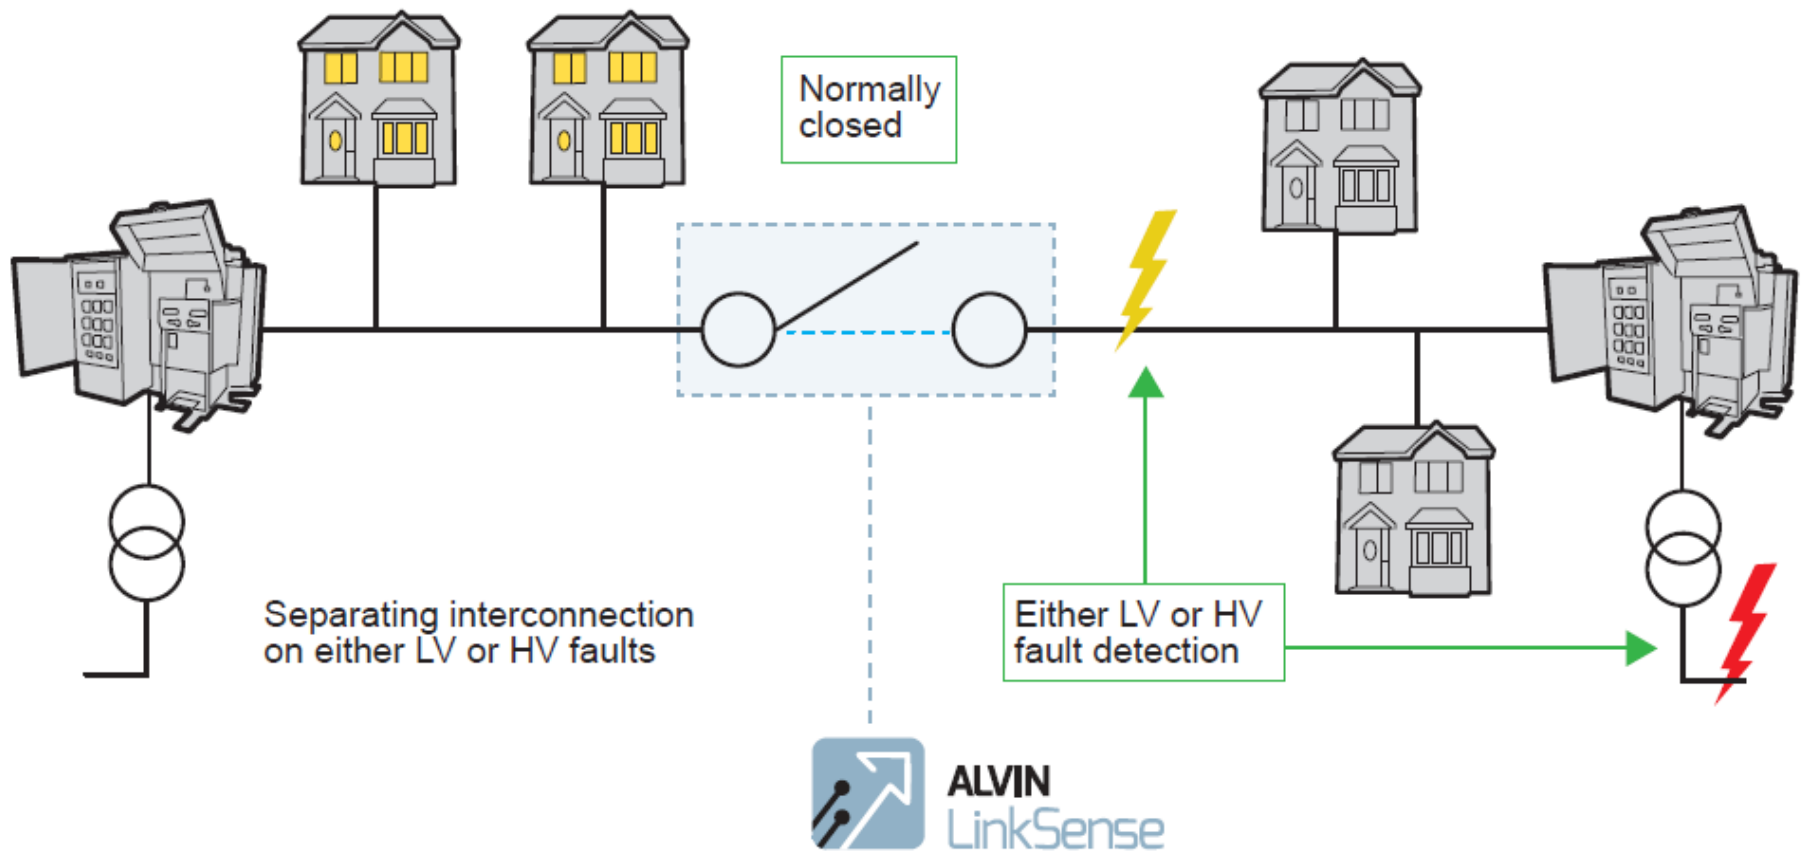 Normally
closed
Separating interconnection
on either LV or HV faults
Either LV or HV
fault detection
ALVIN
LinkSense